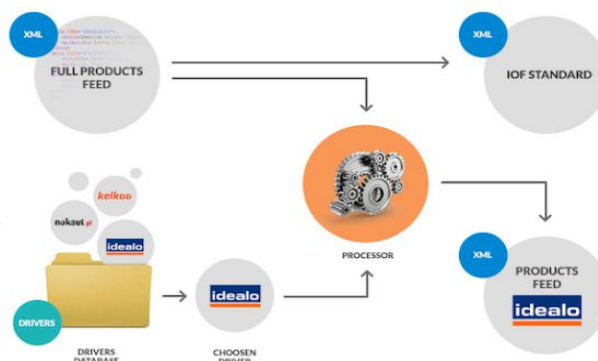 XML
FULL PRODUCTS
FEED
XML
IOF STANDARD
kelkoo
nokaut.pl
idealo
DRIVERS
DRIVERS
DATABASE
idealo
CHOOSEN
DRIVER
PROCESSOR
XML
PRODUCTS
FEED
idealo